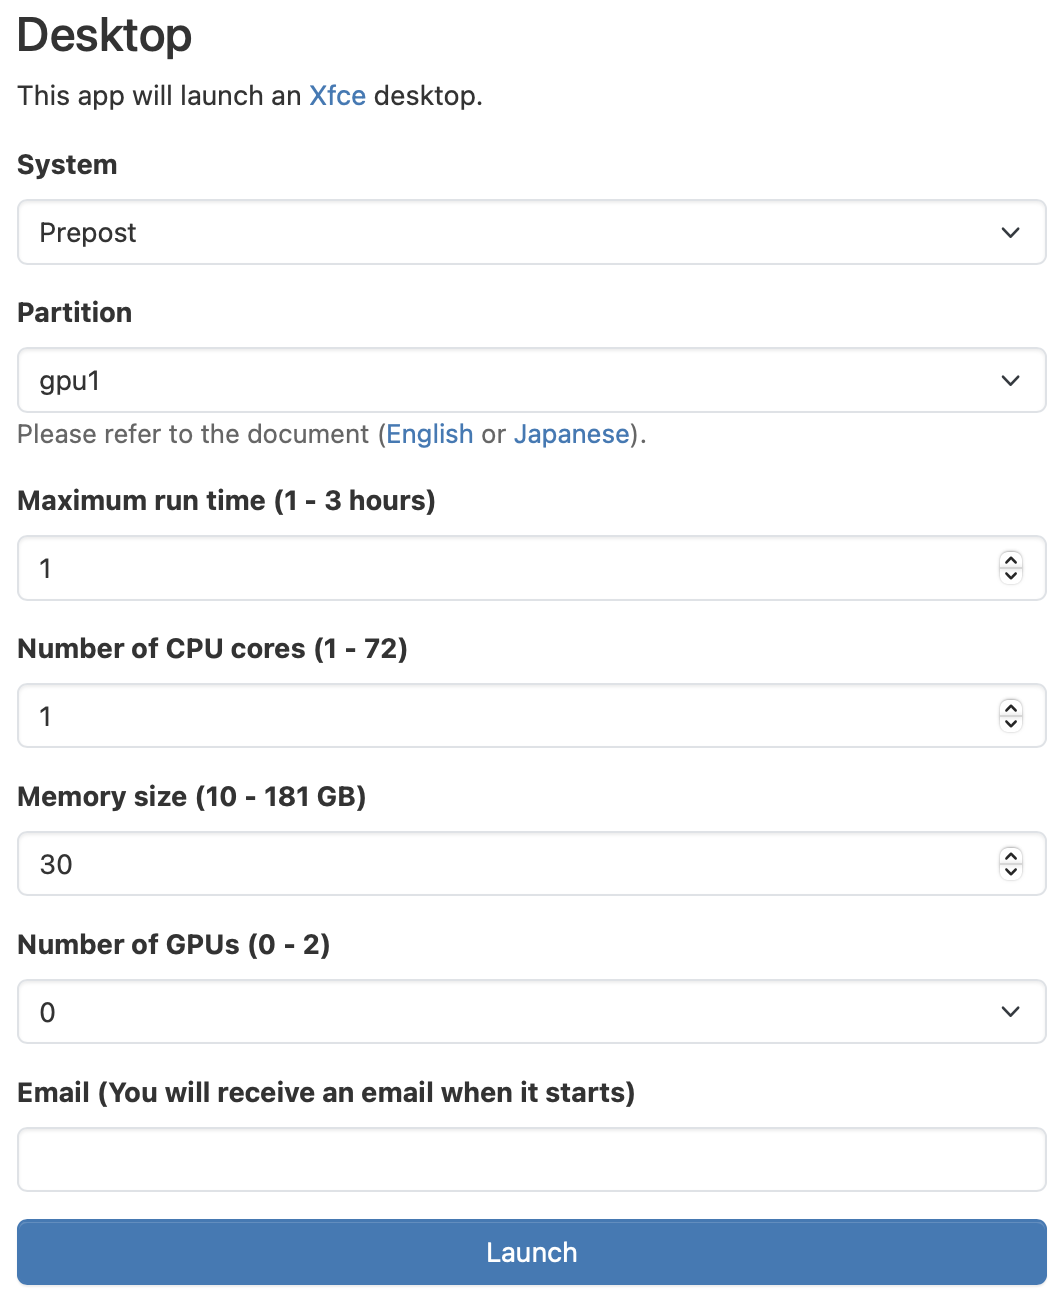 Desktop
This app will launch an Xfce desktop.
System
Prepost
Partition
gpu1
Please refer to the document (English or Japanese).
Maximum run time (1 - 3 hours)
1
Number of CPU cores (1 - 72)
1
Memory size (10 - 181 GB)
30
Number of GPUs (0 - 2)
0
Email (You will receive an email when it starts)
Launch